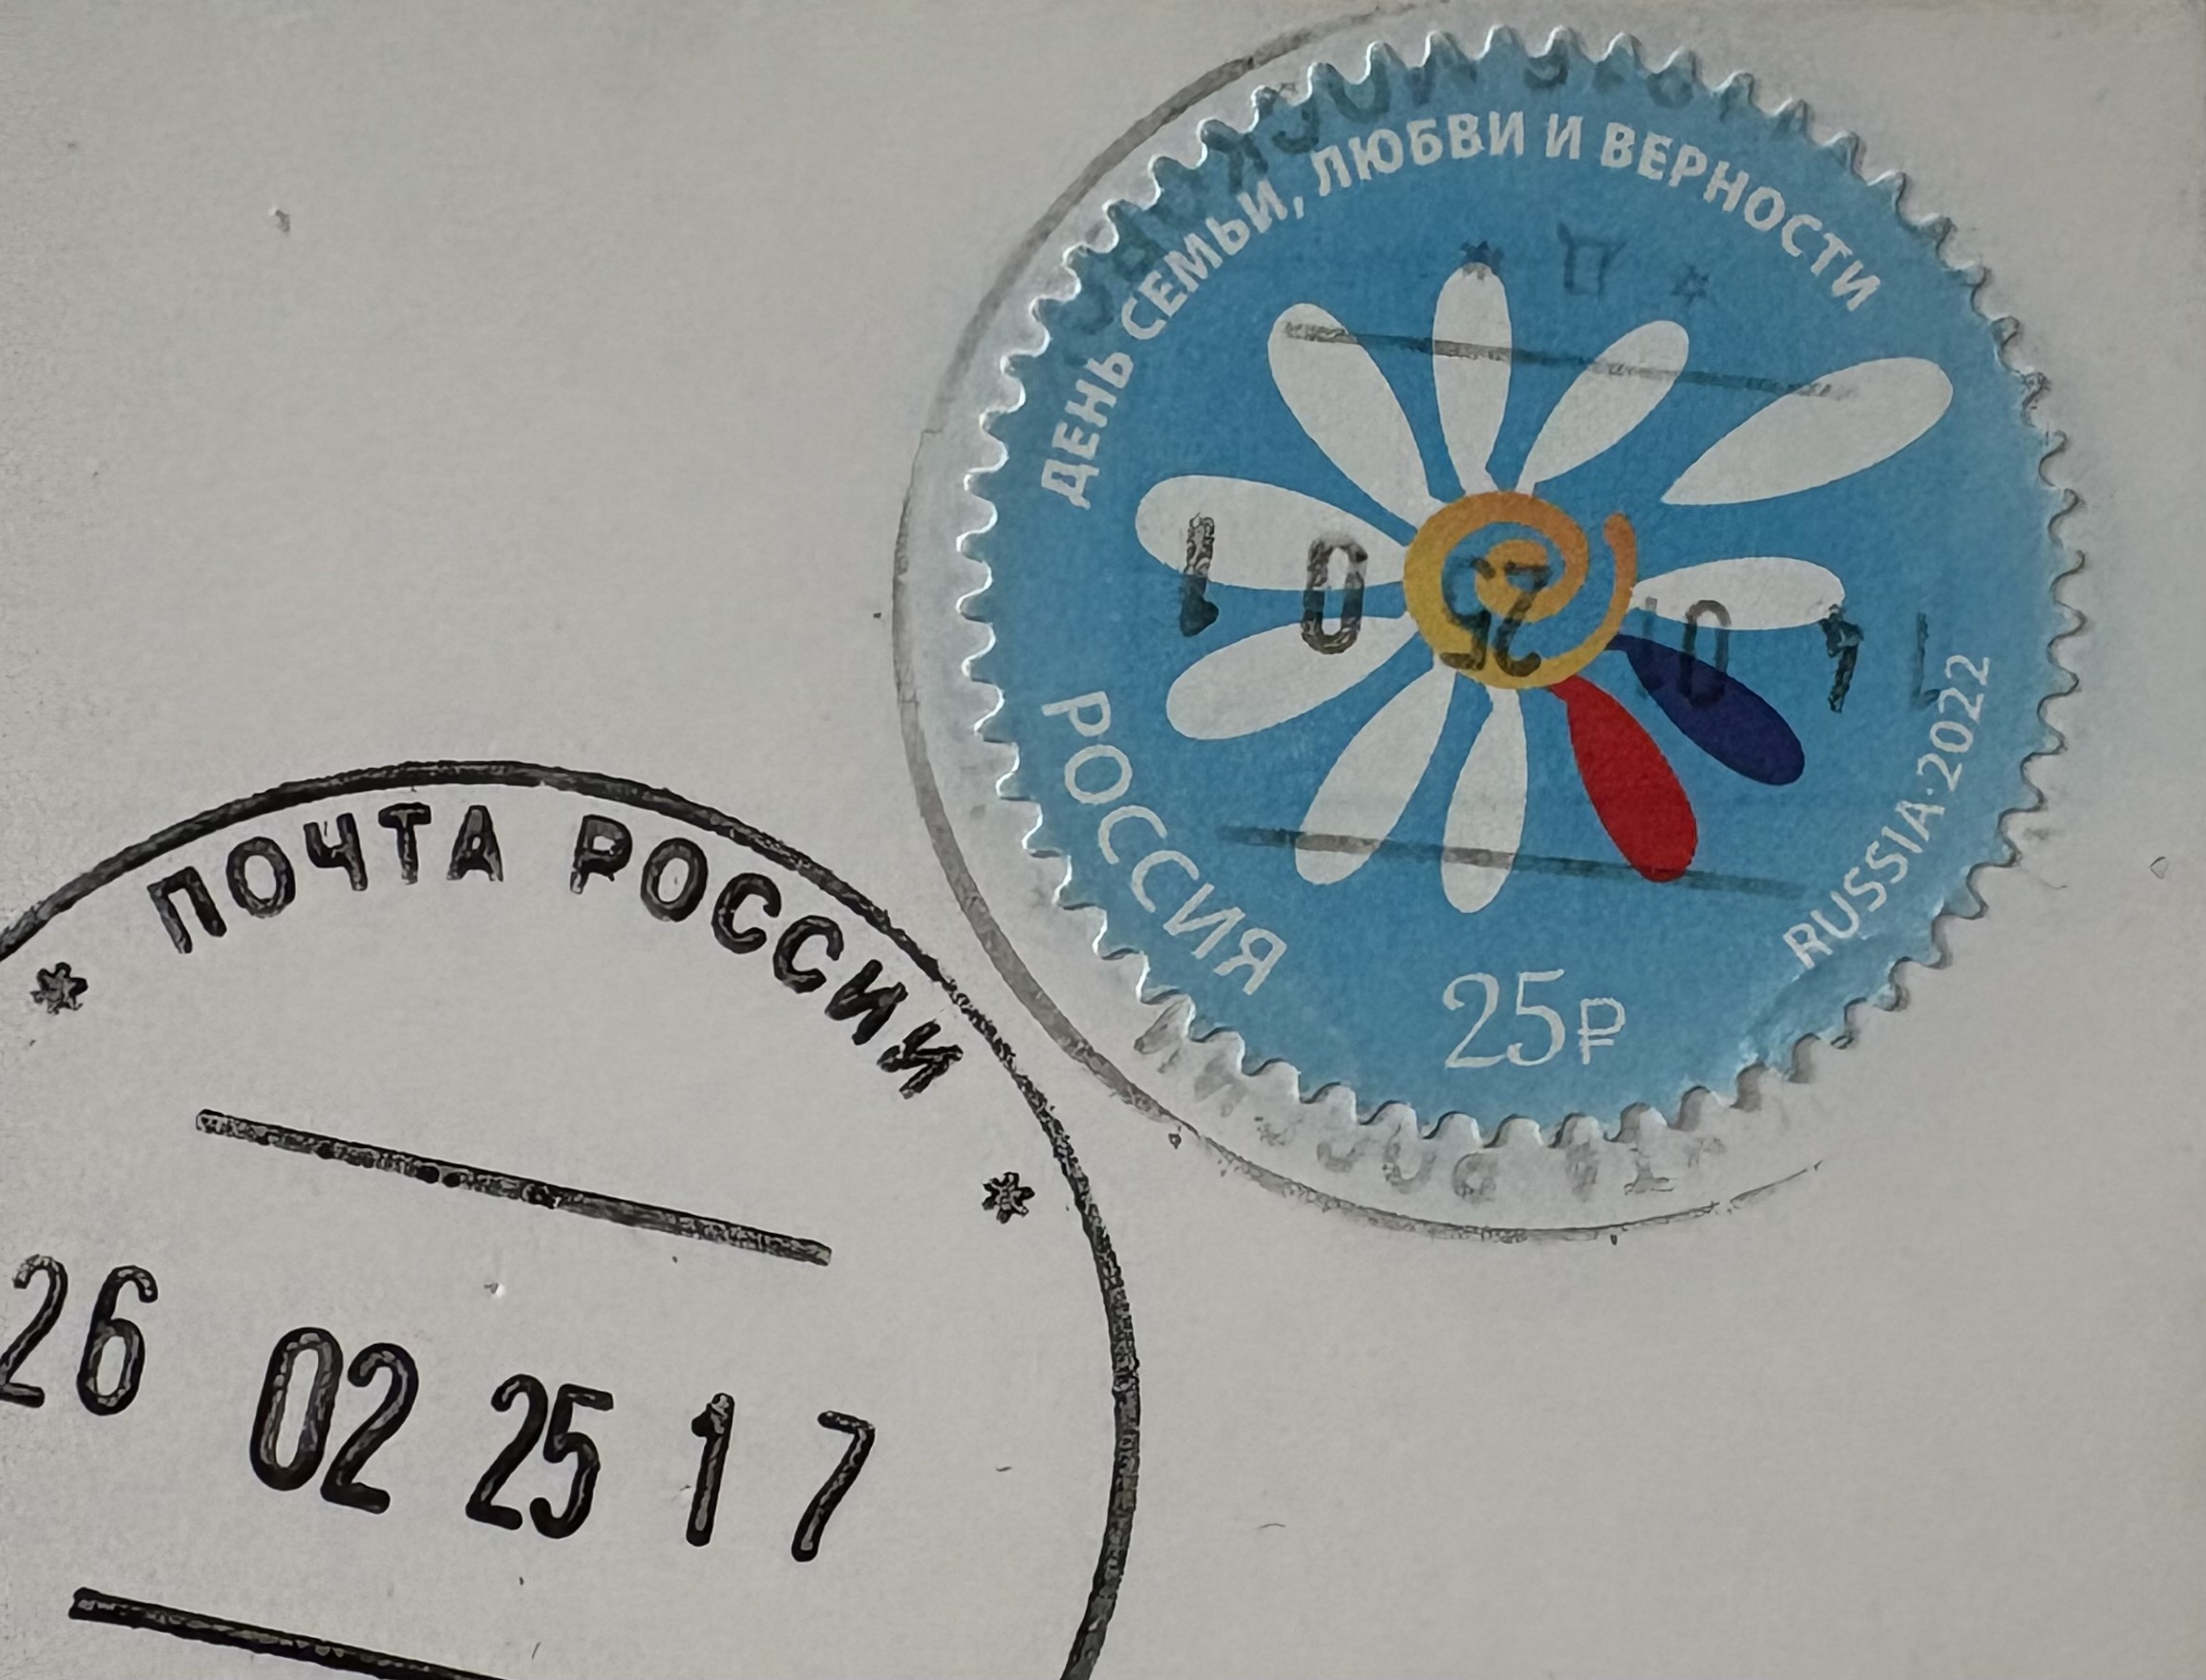 ДЕНЬ СЕМЬИ, ЛЮБВИ И ВЕРНОСТИ
РОССИЯ
25₽
RUSSIA·2022
ПОЧТА РОССИИ
26 02 25 17